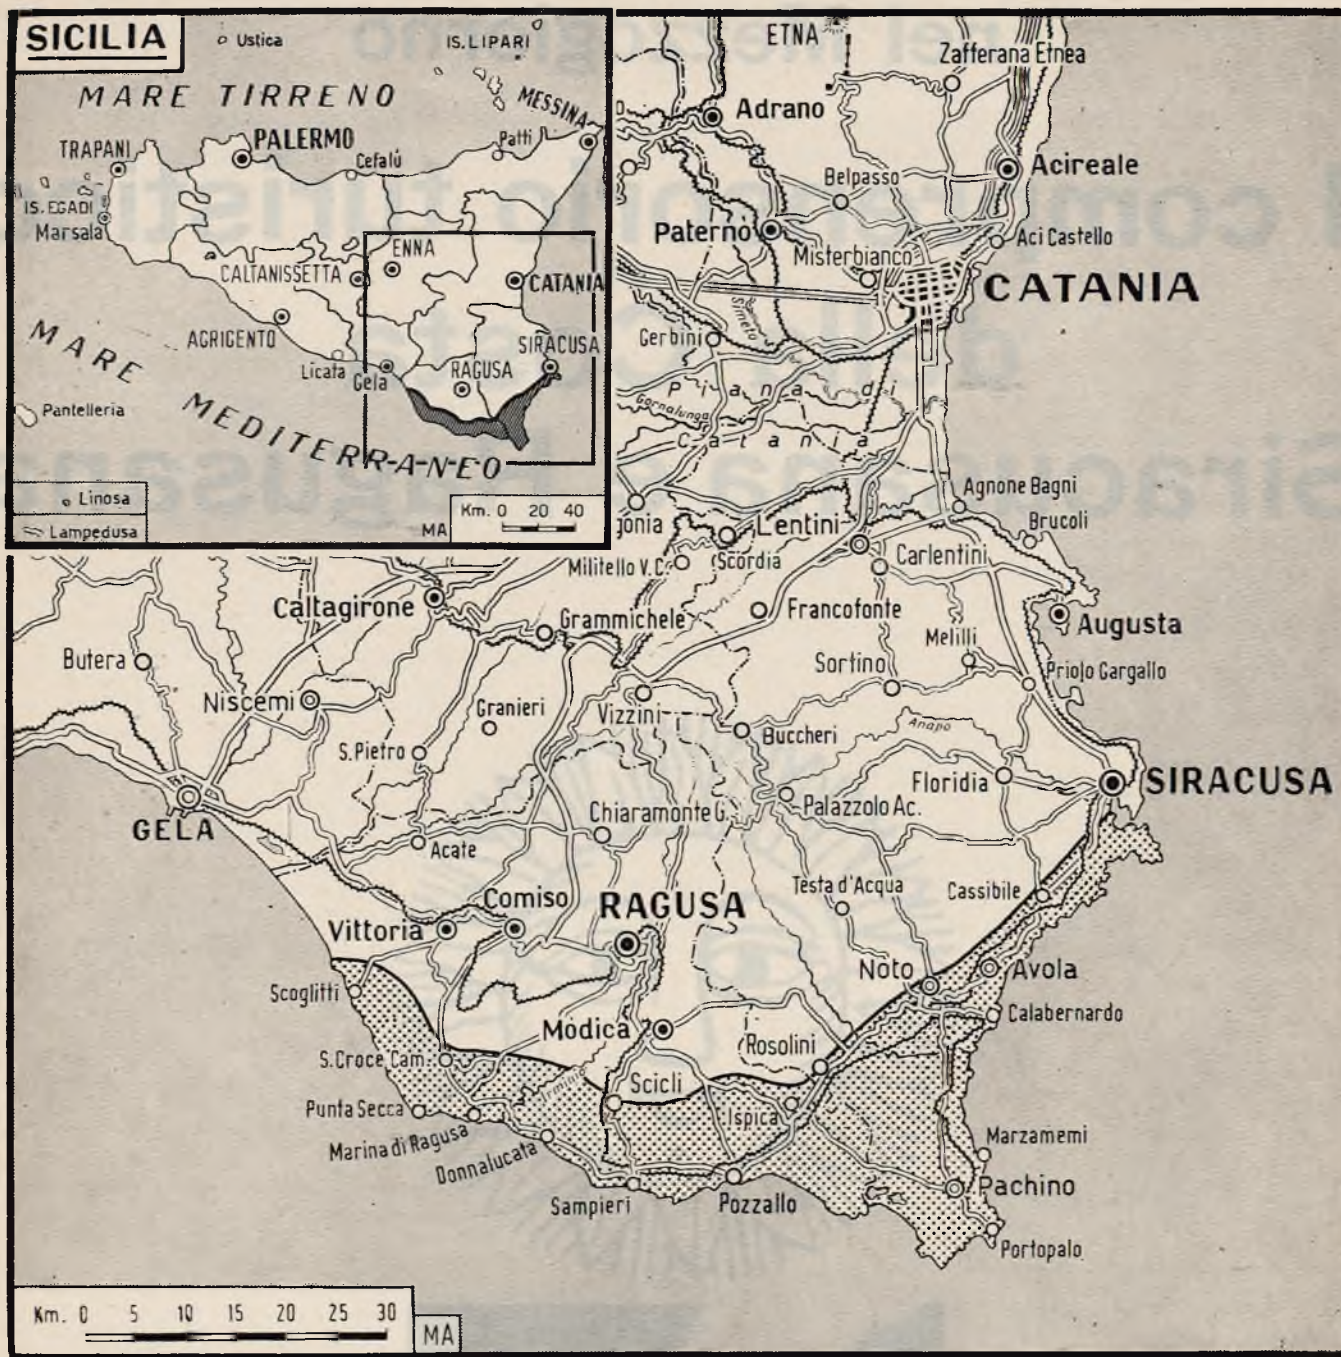 SICILIA
Ustica
IS. LIPARI
MARE TIRRENO
MESSINA
TRAPANI
PALERMO
Cefalú
Patti
IS. EGADI
Marsala
ENNA
CALTANISSETTA
CATANIA
AGRIGENTO
SIRACUSA
Licata
Gela
RAGUSA
MARE MEDITERRANEO
Pantelleria
Linosa
Lampedusa
MA
Km. 0 20 40
ETNA
Zafferana Etnea
Adrano
Acireale
Belpasso
Paternò
Aci Castello
Misterbianco
CATANIA
Simeto
Gerbini
Piana di
Gornalunga
Catania
Agnone Bagni
gonia
Lentini
Brucoli
Militello V.C.
Scordia
Carlentini
Caltagirone
Grammichele
Francofonte
Augusta
Butera
Melilli
Sortino
Priolo Gargallo
Niscemi
Granieri
Vizzini
S. Pietro
Buccheri
Anapo
Floridia
SIRACUSA
GELA
Chiaramonte G.
Palazzolo Ac.
Acate
Testa d'Acqua
Cassibile
Comiso
RAGUSA
Vittoria
Noto
Avola
Scoglitti
Calabernardo
Modica
Rosolini
S. Croce Cam.
Irminio
Scicli
Punta Secca
Ispica
Marina di Ragusa
Marzamemi
Donnalucata
Pachino
Sampieri
Pozzallo
Portopalo
Km. 0 5 10 15 20 25 30
MA